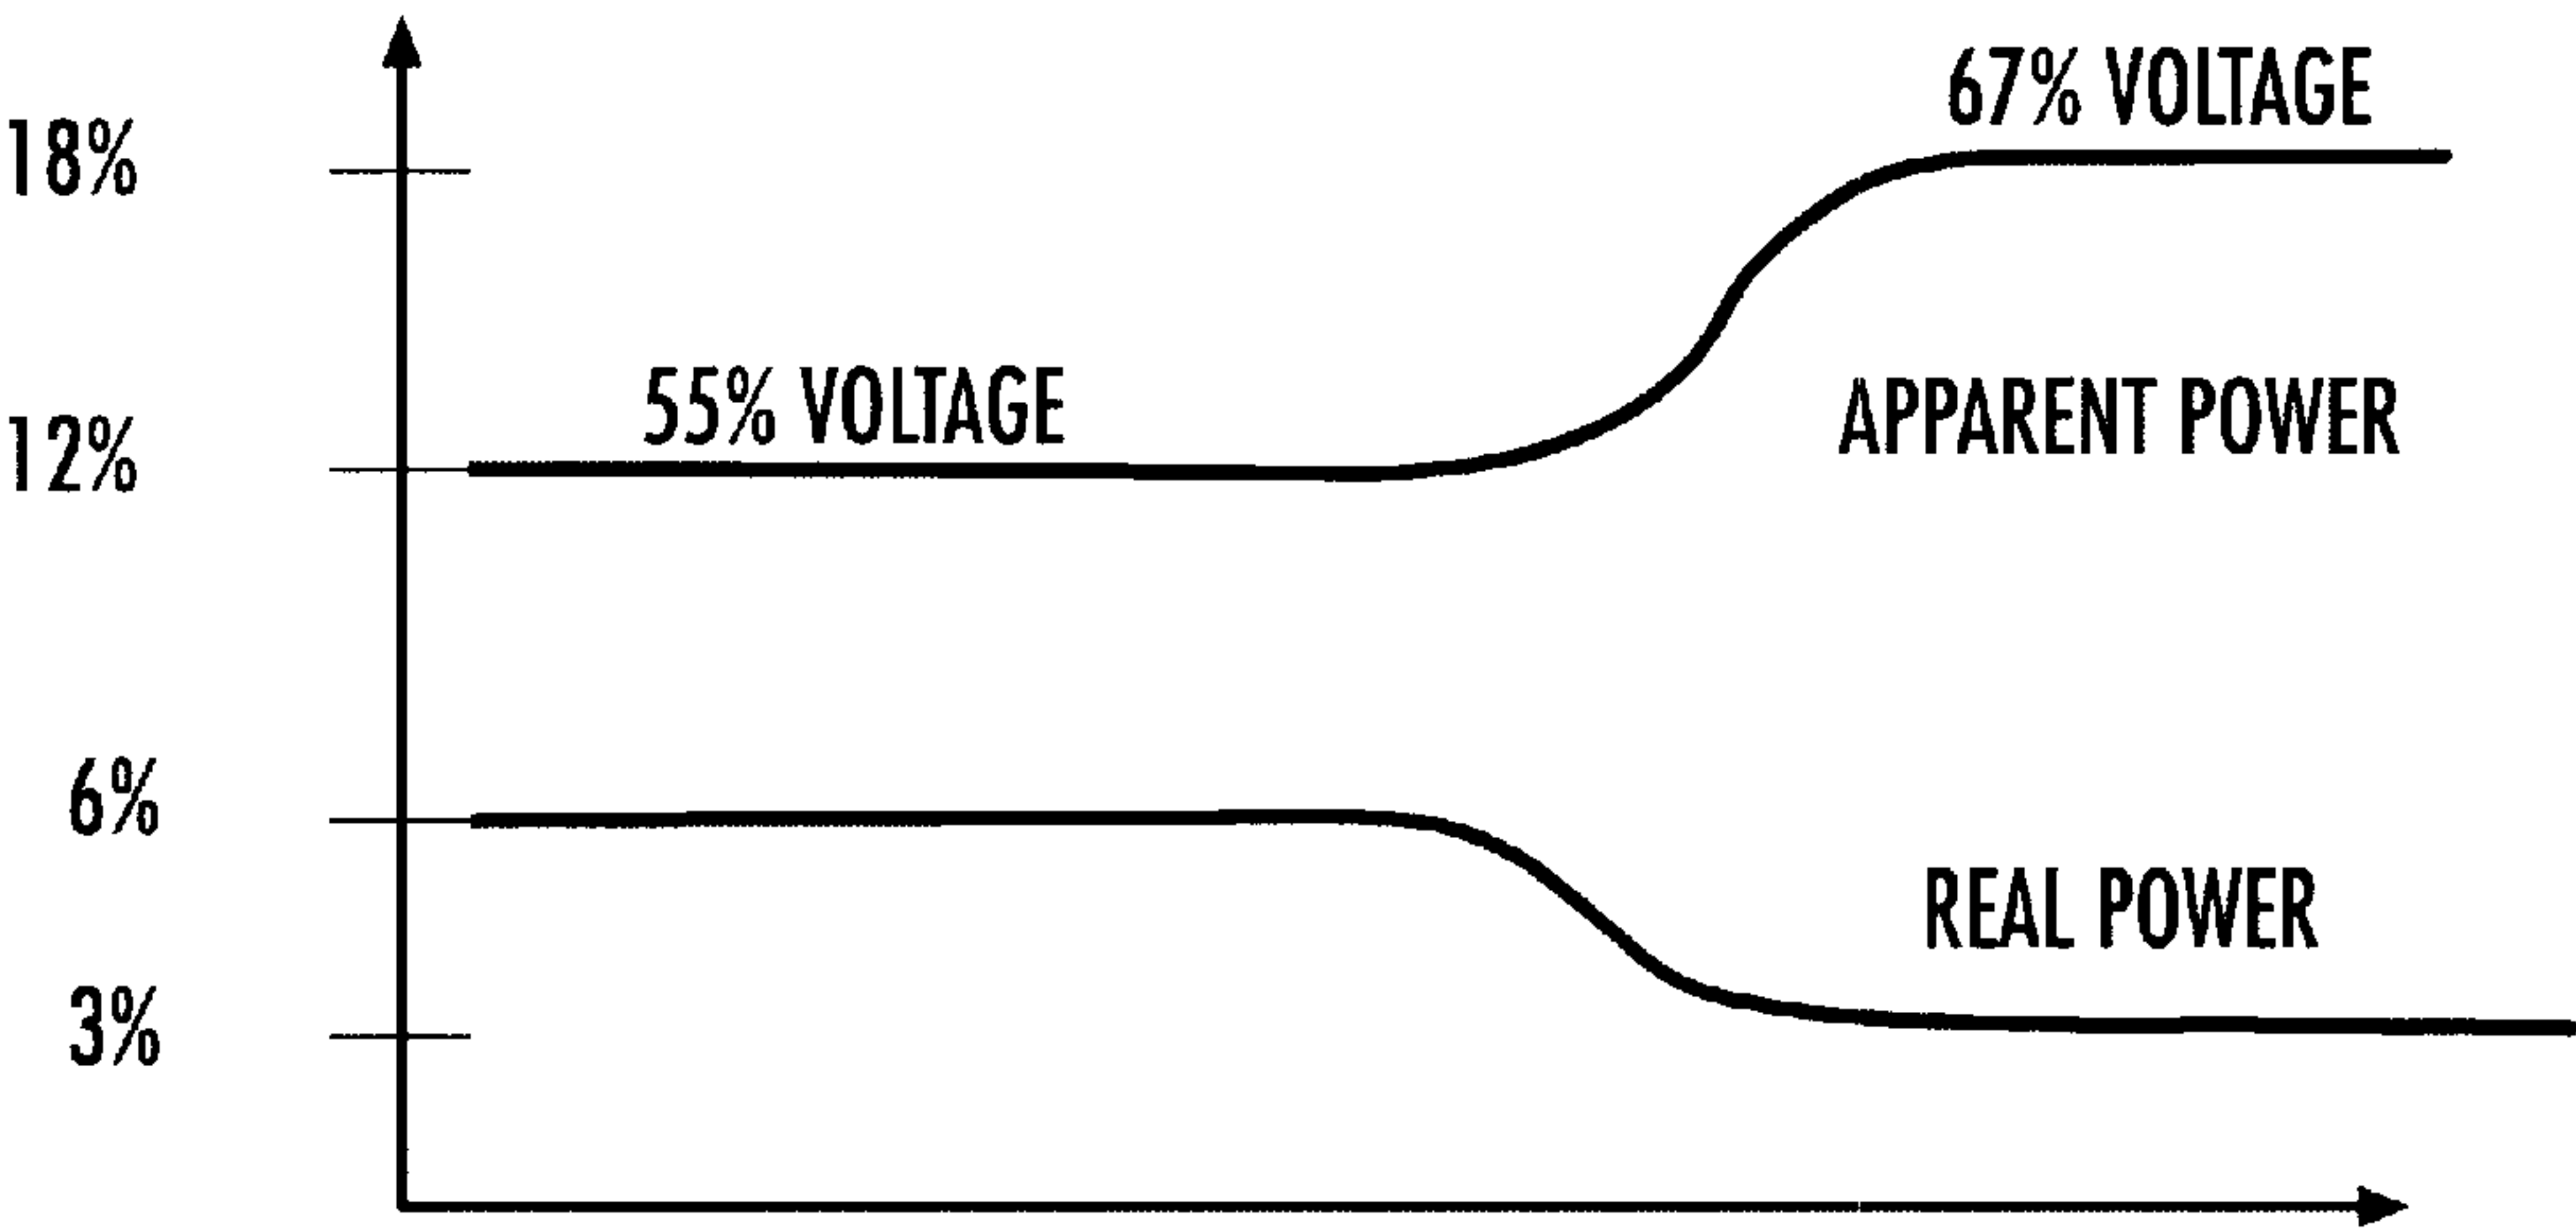 67% VOLTAGE
18%
55% VOLTAGE
APPARENT POWER
12%
6%
REAL POWER
3%